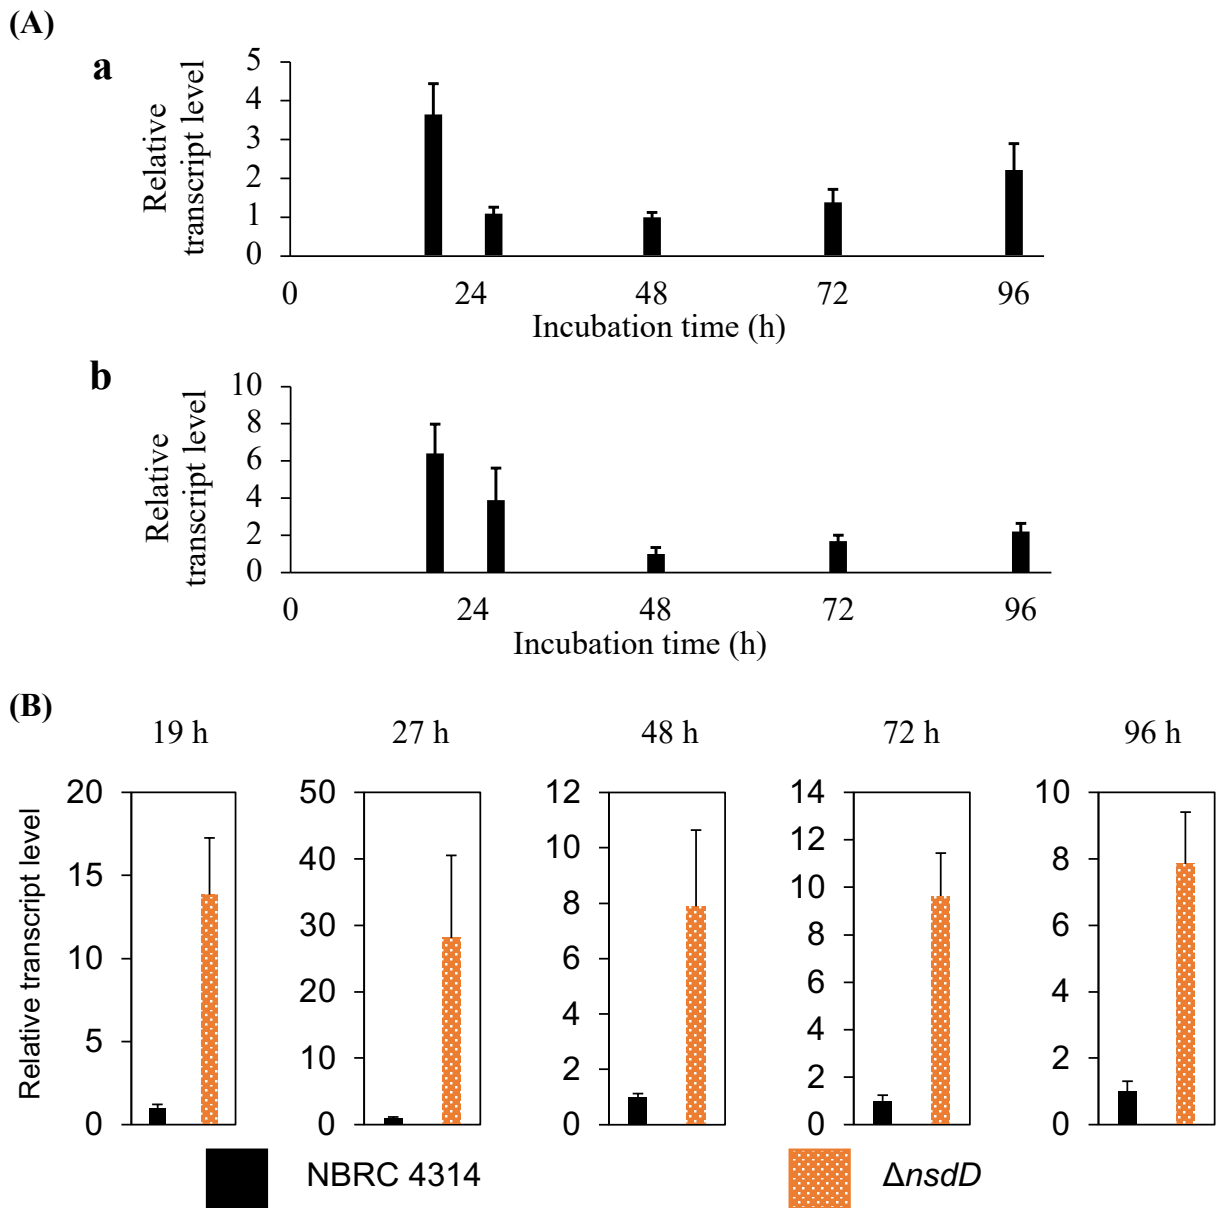 (A)
a
Relative
transcript level
5
4
3
2
1
0
0 24 48 72 96
Incubation time (h)
b
Relative
transcript level
10
8
6
4
2
0
0 24 48 72 96
Incubation time (h)
(B)
19 h 27 h 48 h 72 h 96 h
Relative transcript level
20
15
10
5
0
50
40
30
20
10
0
12
10
8
6
4
2
0
14
12
10
8
6
4
2
0
10
8
6
4
2
0
NBRC 4314
ΔnsdD